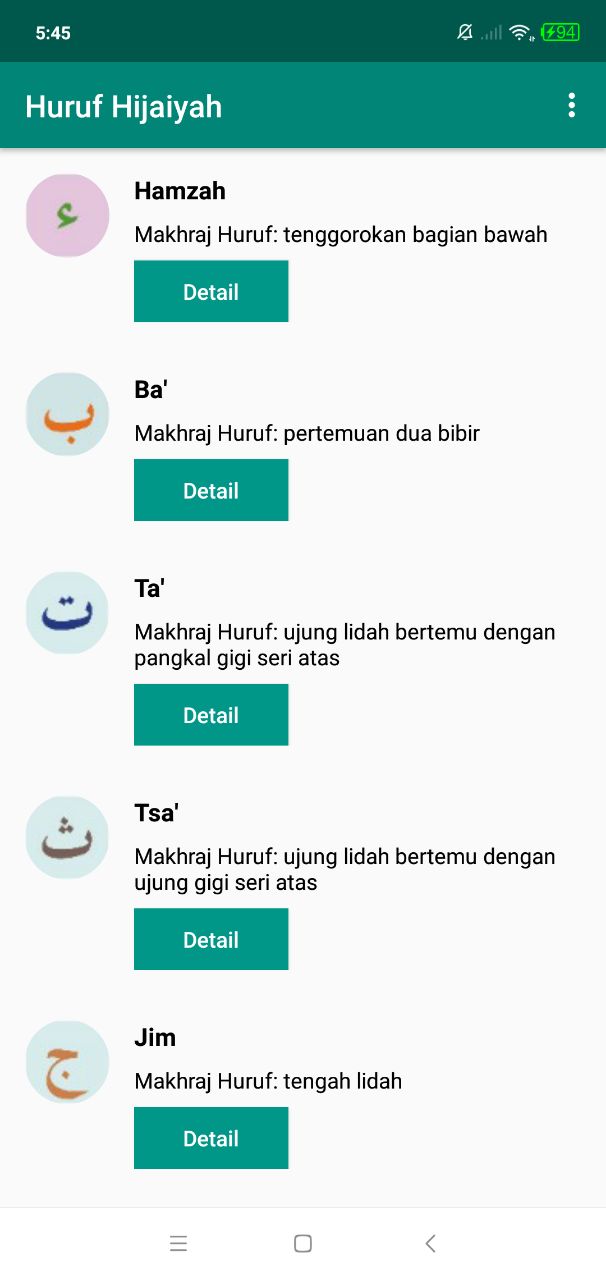 5:45
94
Huruf Hijaiyah
ء
Hamzah
Makhraj Huruf: tenggorokan bagian bawah
Detail
ب
Ba'
Makhraj Huruf: pertemuan dua bibir
Detail
ت
Ta'
Makhraj Huruf: ujung lidah bertemu dengan
pangkal gigi seri atas
Detail
ث
Tsa'
Makhraj Huruf: ujung lidah bertemu dengan
ujung gigi seri atas
Detail
ج
Jim
Makhraj Huruf: tengah lidah
Detail